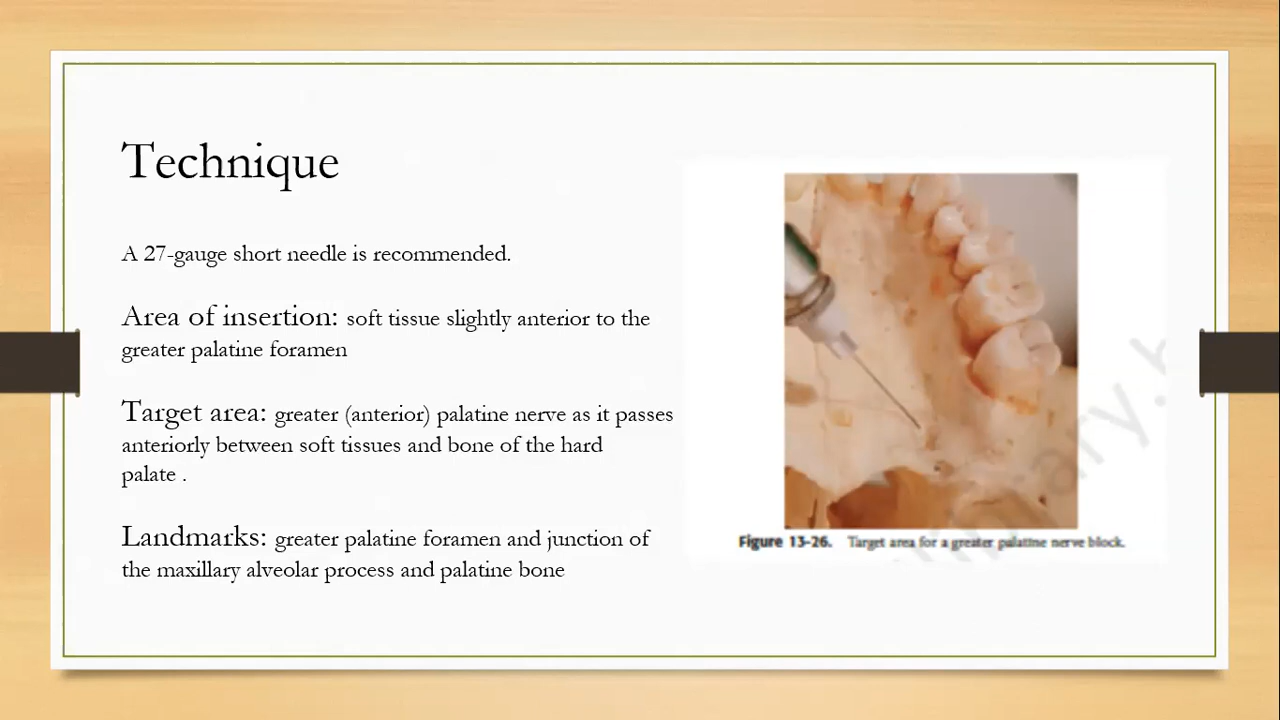 Technique
A 27-gauge short needle is recommended.
Area of insertion: soft tissue slightly anterior to the
greater palatine foramen
Target area: greater (anterior) palatine nerve as it passes
anteriorly between soft tissues and bone of the hard
palate .
Landmarks: greater palatine foramen and junction of
the maxillary alveolar process and palatine bone
Figure 13-26. Target area for a greater palatine nerve block.